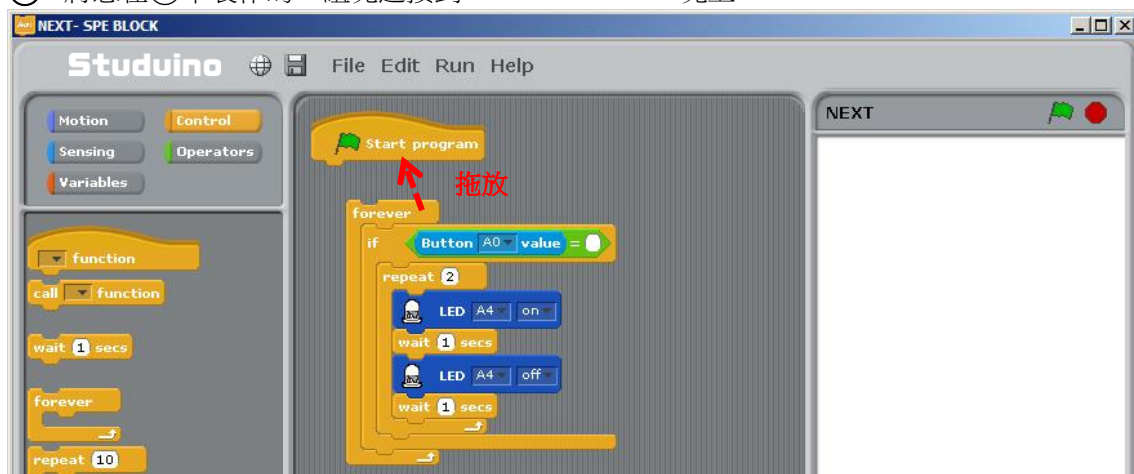 NEXT- SPE BLOCK
Studuino File Edit Run Help
Motion Control
Sensing Operators
Variables
function
call function
wait 1 secs
forever
repeat 10
Start program
拖放
forever
if Button A0 value =
repeat 2
LED A4 on
wait 1 secs
LED A4 off
wait 1 secs
NEXT